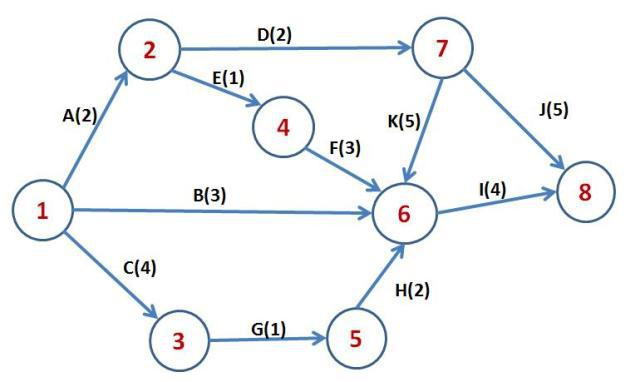 D(2)
2
7
E(1)
A(2)
4
K(5)
J(5)
F(3)
B(3)
I(4)
8
1
6
C(4)
H(2)
G(1)
3
5